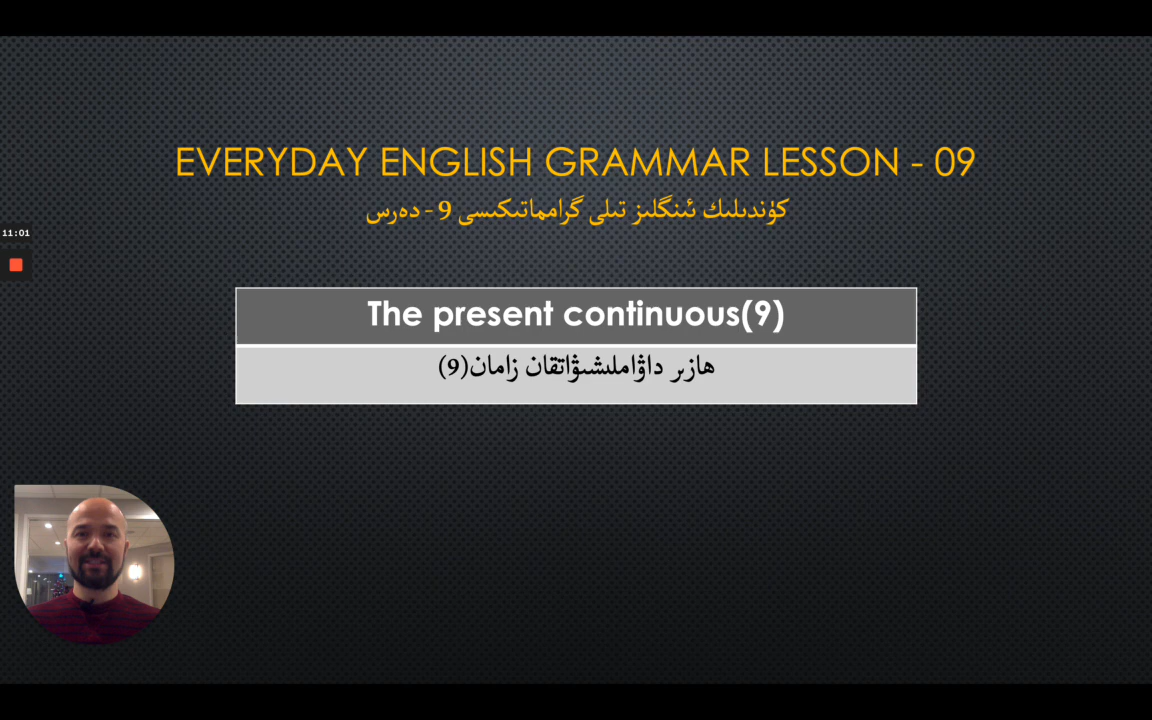 EVERYDAY ENGLISH GRAMMAR LESSON - 09
كۈندىلىك ئىنگلىز تىلى گرامماتىكىسى 9 - دەرس
11:01
The present continuous(9)
ھازىر داۋاملىشىۋاتقان زامان(9)